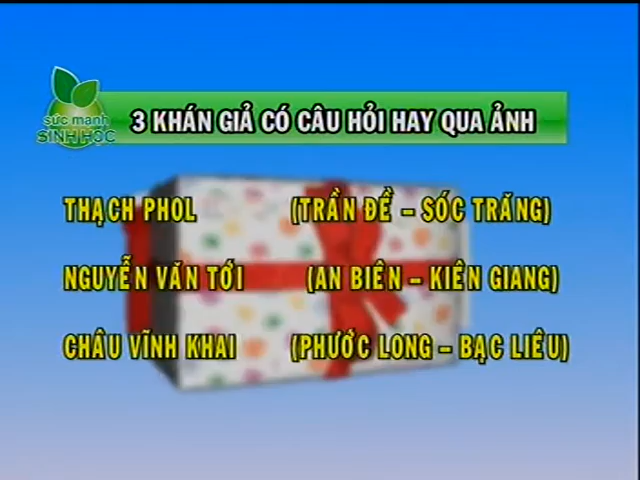 sức mạnh
SINH HỌC
3 KHÁN GIẢ CÓ CÂU HỎI HAY QUA ẢNH
THẠCH PHOL (TRẦN ĐỀ – SÓC TRĂNG)
NGUYỄN VĂN TỚI (AN BIÊN – KIÊN GIANG)
CHÂU VĨNH KHAI (PHƯỚC LONG – BẠC LIÊU)